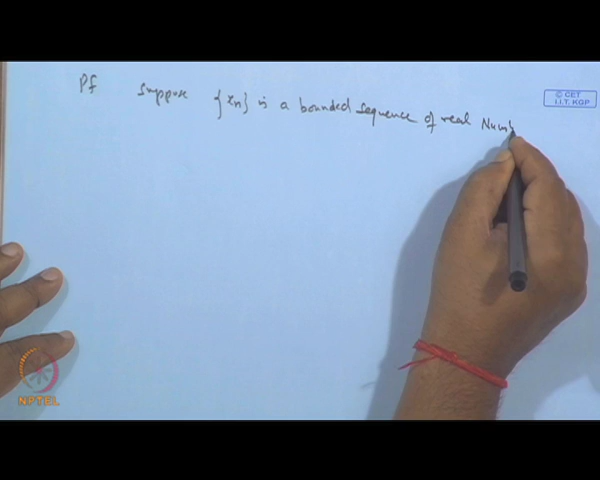 Pf Suppose {xn} is a bounded sequence of real Numb
© CET
I.I.T. KGP
NPTEL